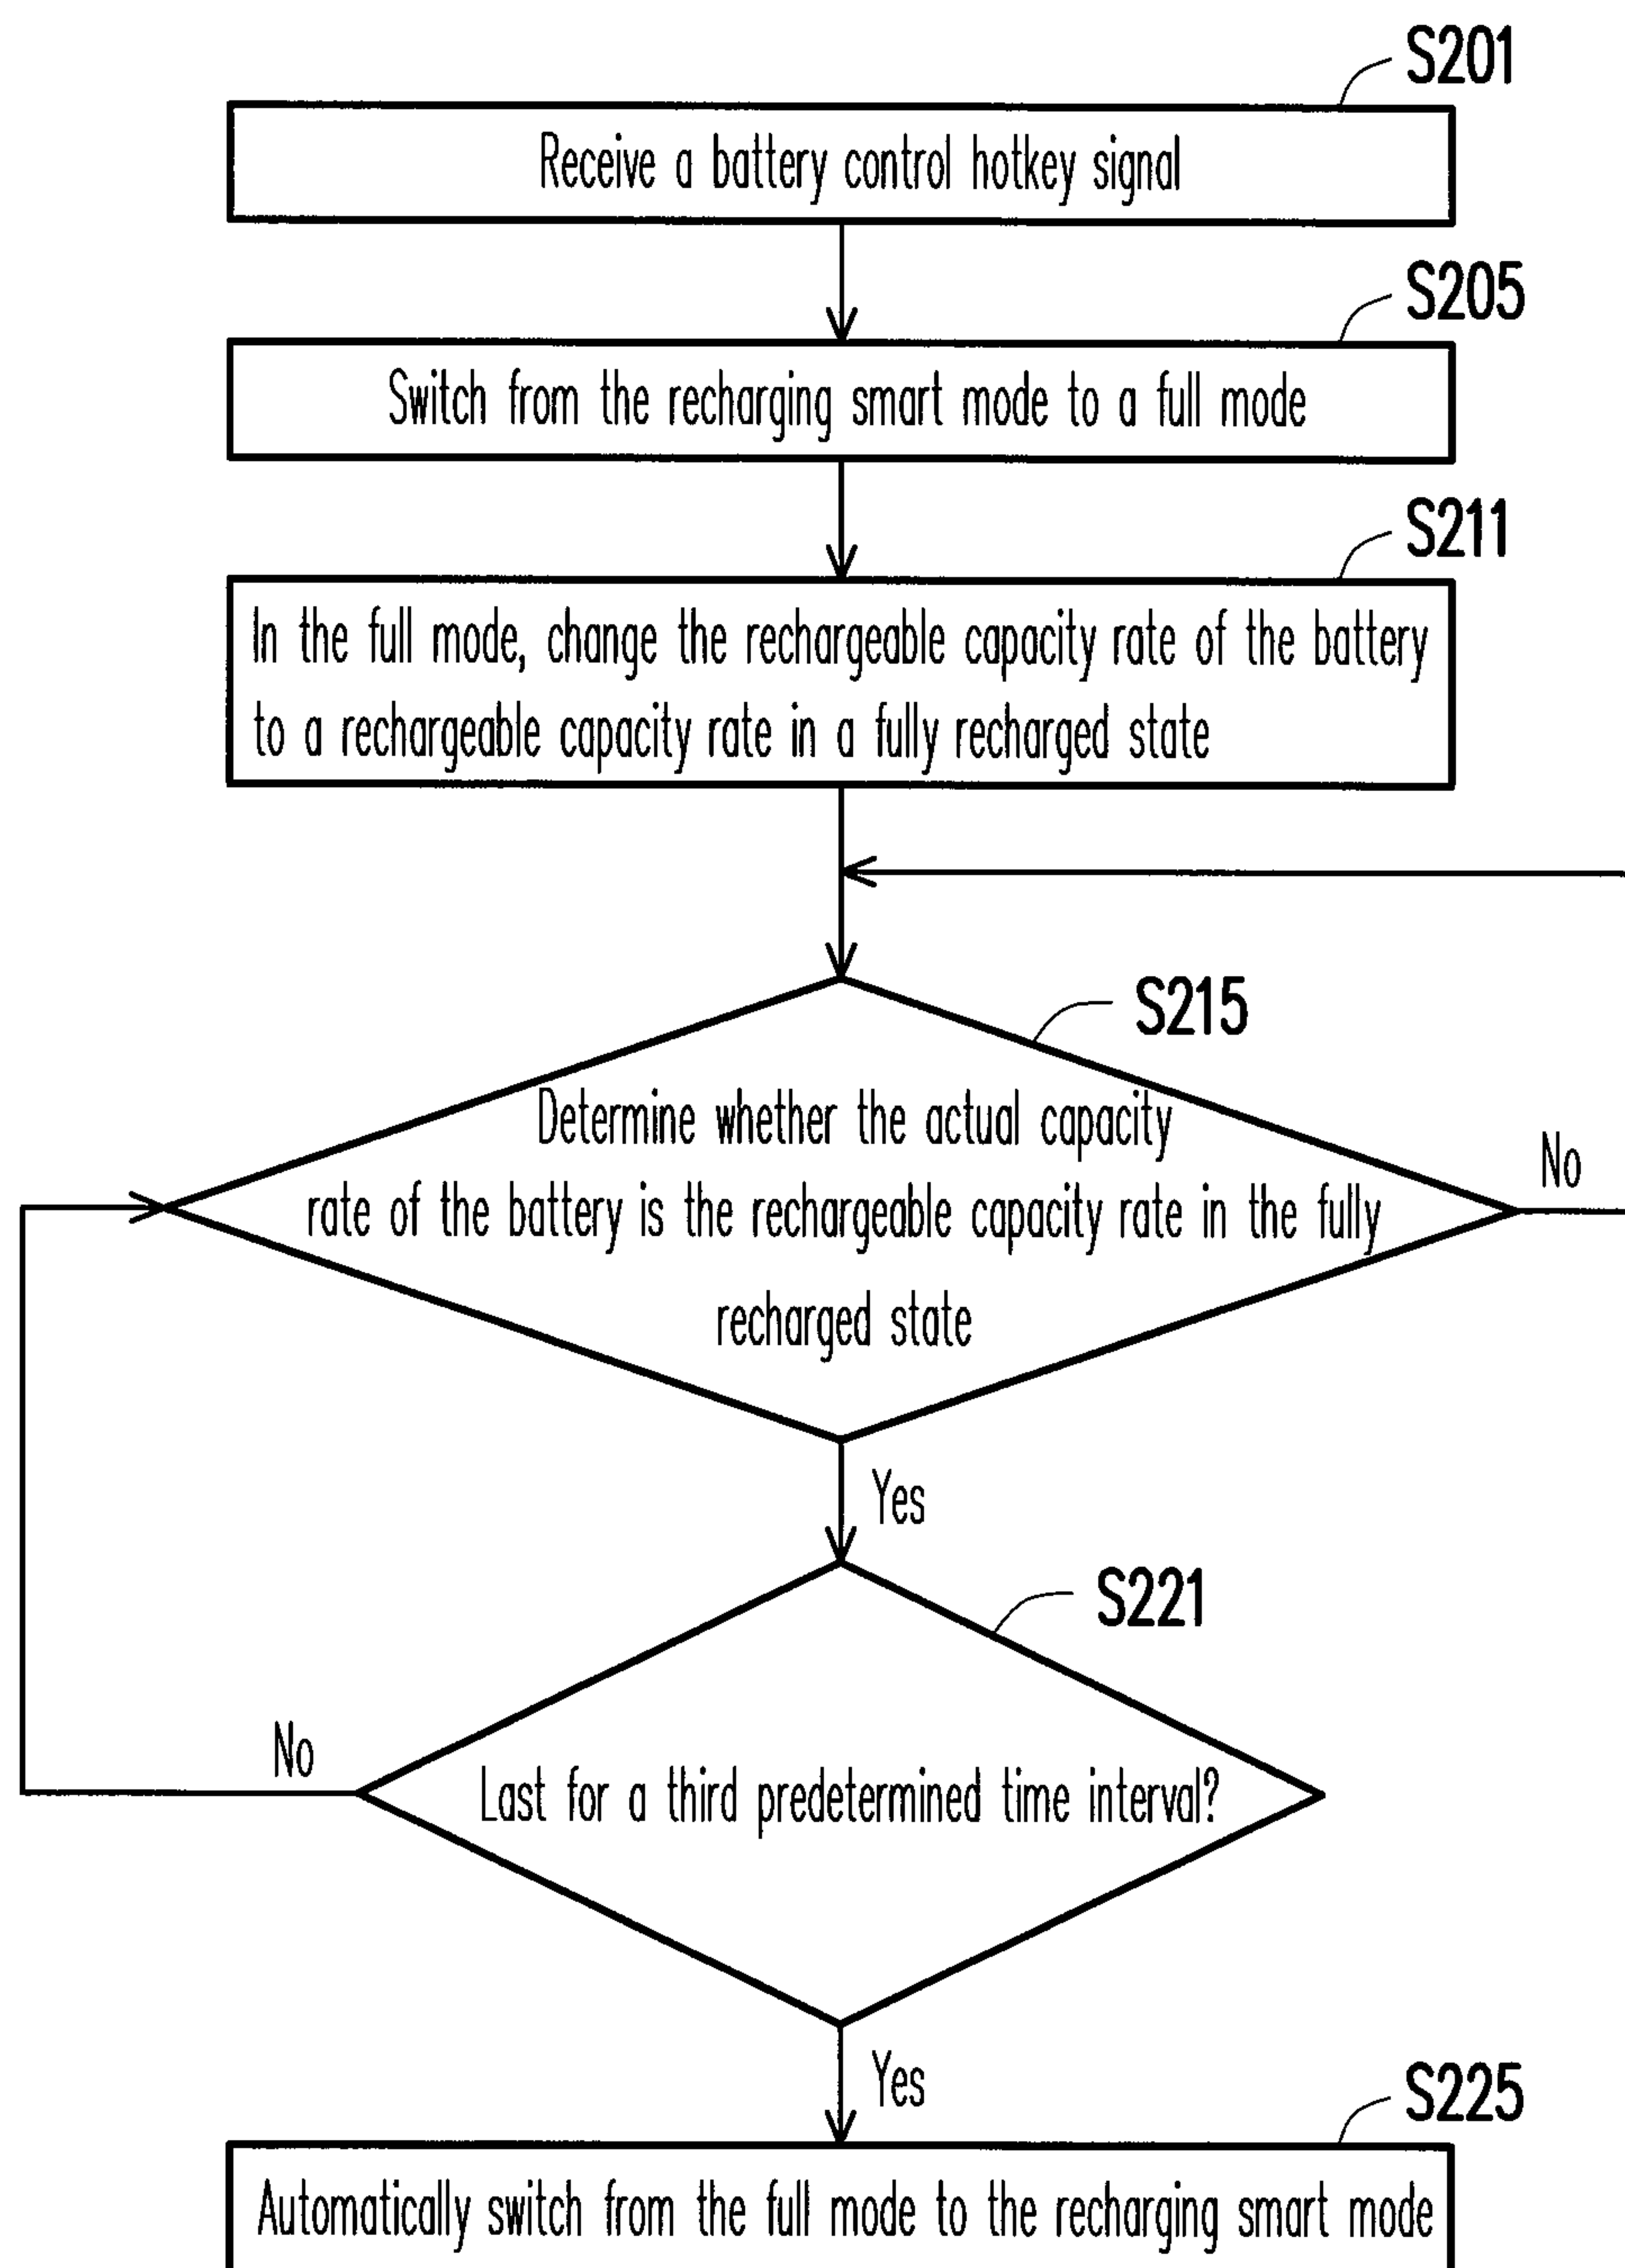 S201
Receive a battery control hotkey signal
S205
Switch from the recharging smart mode to a full mode
S211
In the full mode, change the rechargeable capacity rate of the battery
to a rechargeable capacity rate in a fully recharged state
S215
Determine whether the actual capacity
rate of the battery is the rechargeable capacity rate in the fully
recharged state
No
Yes
S221
Last for a third predetermined time interval?
No
Yes
S225
Automatically switch from the full mode to the recharging smart mode